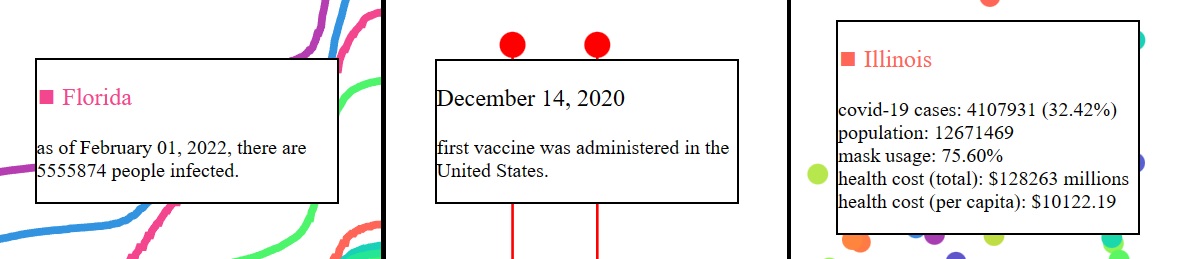 Florida
as of February 01, 2022, there are
5555874 people infected.
December 14, 2020
first vaccine was administered in the
United States.
Illinois
covid-19 cases: 4107931 (32.42%)
population: 12671469
mask usage: 75.60%
health cost (total): $128263 millions
health cost (per capita): $10122.19